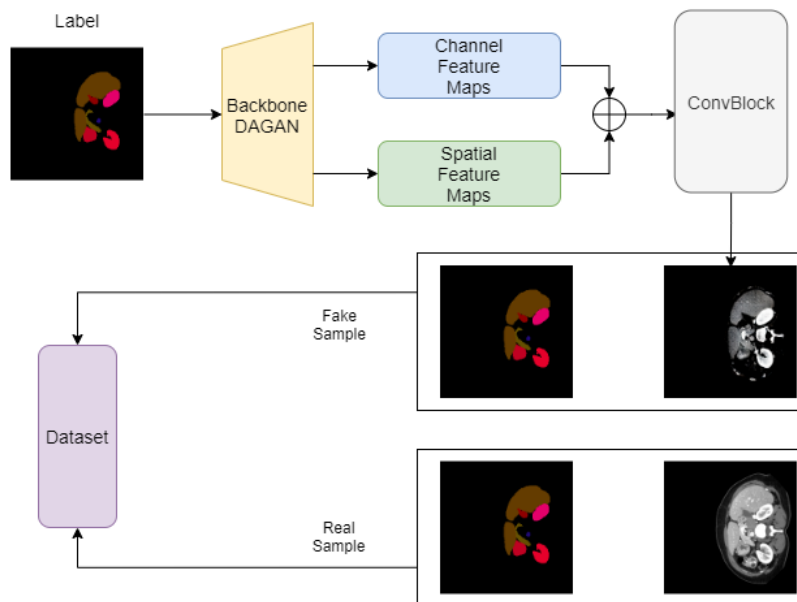 Label
Backbone
DAGAN
Channel
Feature
Maps
Spatial
Feature
Maps
ConvBlock
Fake
Sample
Dataset
Real
Sample